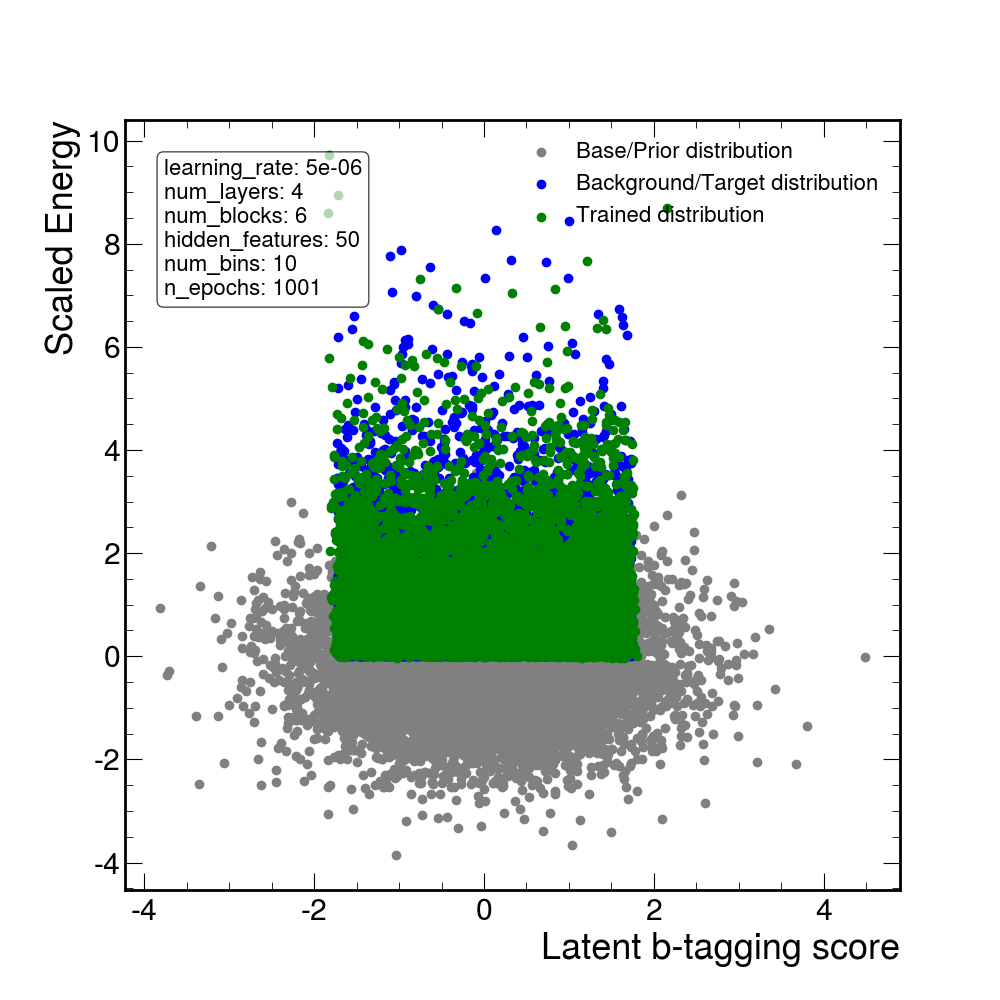 Scaled Energy
10
8
6
4
2
0
-2
-4
learning_rate: 5e-06
num_layers: 4
num_blocks: 6
hidden_features: 50
num_bins: 10
n_epochs: 1001
Base/Prior distribution
Background/Target distribution
Trained distribution
-4 -2 0 2 4
Latent b-tagging score